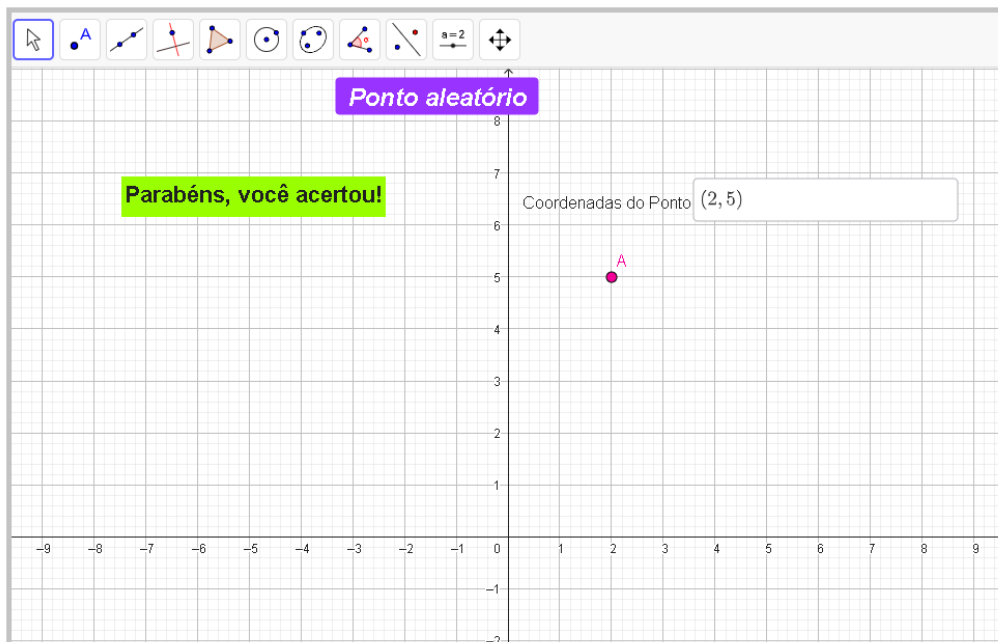 A
α
a=2
Ponto aleatório
Parabéns, você acertou!
Coordenadas do Ponto (2,5)
A
8
7
6
5
4
3
2
1
–9 –8 –7 –6 –5 –4 –3 –2 –1 0 1 2 3 4 5 6 7 8 9
–1
–2